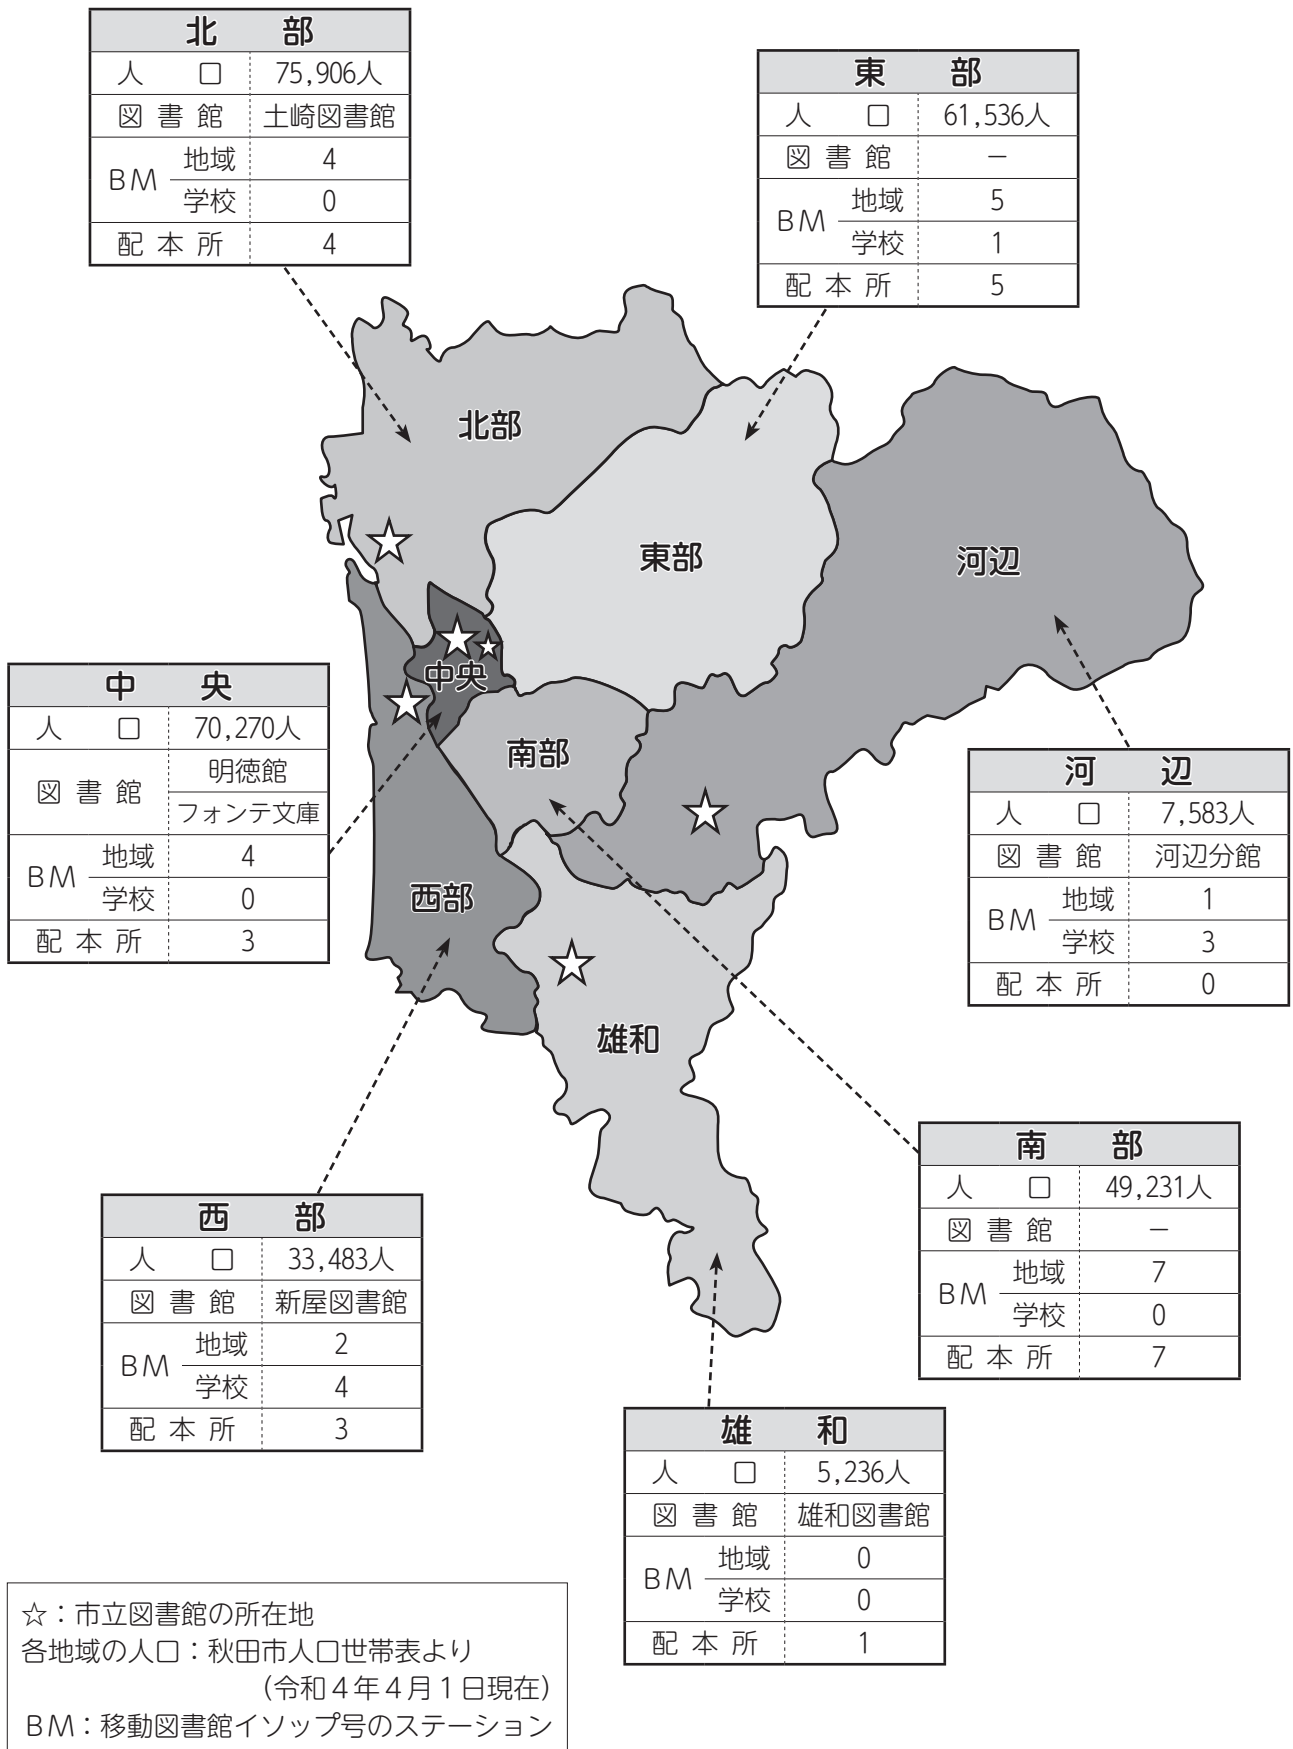 北部
人口 75,906人
図書館 土崎図書館
BM 地域 4
学校 0
配本所 4
東部
人口 61,536人
図書館 －
BM 地域 5
学校 1
配本所 5
北部
東部
河辺
中央
南部
西部
雄和
中央
人口 70,270人
図書館 明徳館
フォンテ文庫
BM 地域 4
学校 0
配本所 3
河辺
人口 7,583人
図書館 河辺分館
BM 地域 1
学校 3
配本所 0
南部
人口 49,231人
図書館 －
BM 地域 7
学校 0
配本所 7
西部
人口 33,483人
図書館 新屋図書館
BM 地域 2
学校 4
配本所 3
雄和
人口 5,236人
図書館 雄和図書館
BM 地域 0
学校 0
配本所 1
☆：市立図書館の所在地
各地域の人口：秋田市人口世帯表より
（令和４年４月１日現在）
ＢＭ：移動図書館イソップ号のステーション